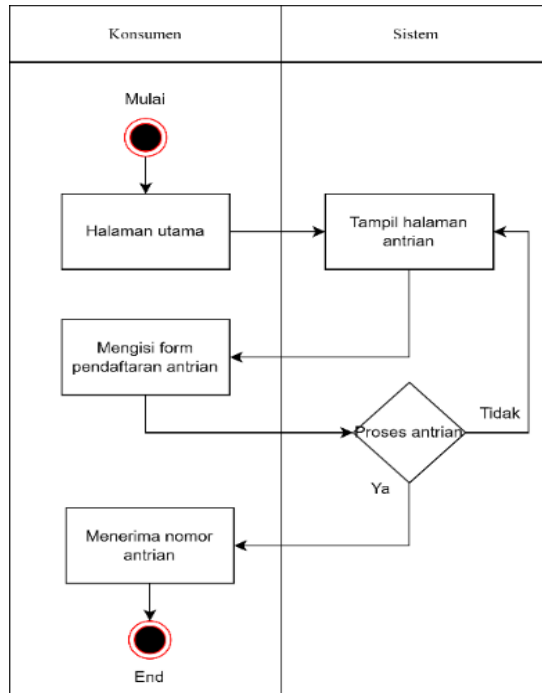 Konsumen
Sistem
Mulai
Halaman utama
Tampil halaman
antrian
Mengisi form
pendaftaran antrian
Proses antrian
Tidak
Ya
Menerima nomor
antrian
End